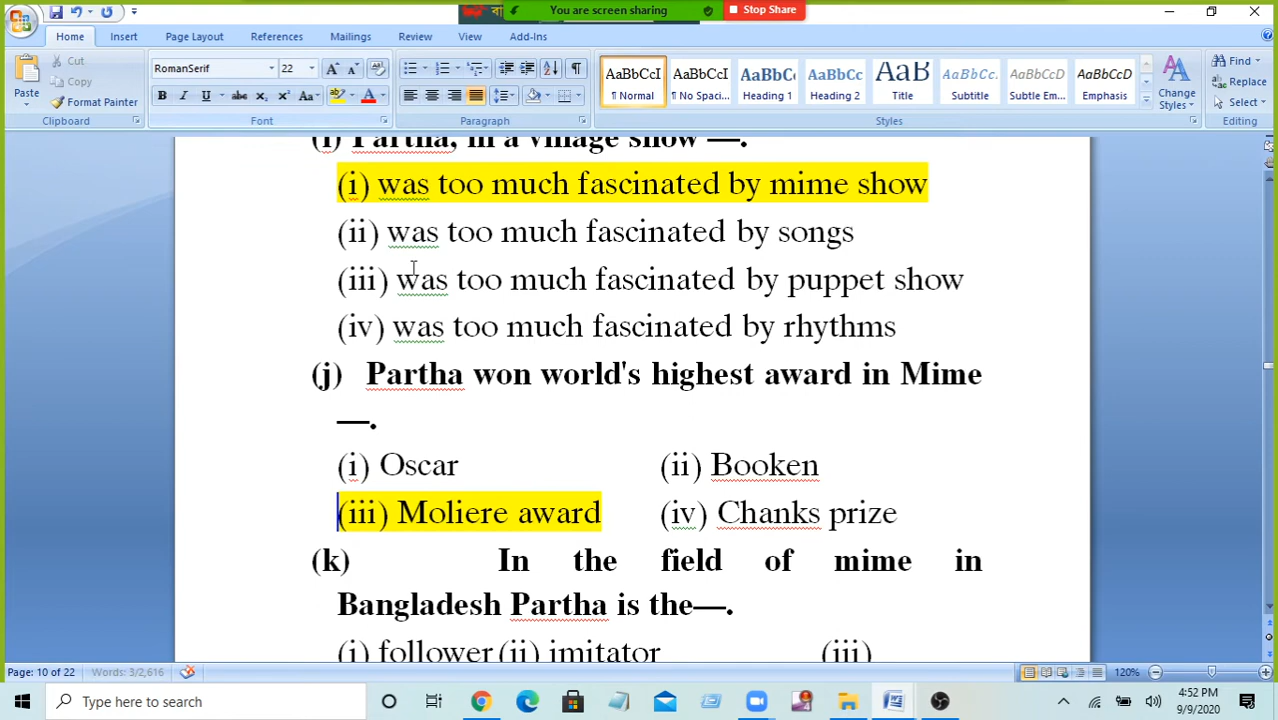 You are screen sharing Stop Share
Home Insert Page Layout References Mailings Review View Add-Ins
Paste Cut Copy Format Painter
Clipboard
RomanSerif 22
B I U abc X₂ X² Aa
Font
Paragraph
AaBbCcI AaBbCcI AaBbC AaBbCc AaB AaBbCcI AaBbCcD AaBbCcD
¶ Normal ¶ No Spaci... Heading 1 Heading 2 Title Subtitle Subtle Em... Emphasis
Change Styles
Styles
Find
Replace
Select
Editing
(i) Partha, in a village show —.
(i) was too much fascinated by mime show
(ii) was too much fascinated by songs
(iii) was too much fascinated by puppet show
(iv) was too much fascinated by rhythms
(j) Partha won world's highest award in Mime
—.
(i) Oscar (ii) Booken
(iii) Moliere award (iv) Chanks prize
(k) In the field of mime in
Bangladesh Partha is the—.
(i) follower (ii) imitator (iii)
Page: 10 of 22 Words: 3/2,616 120%
Type here to search
4:52 PM
9/9/2020